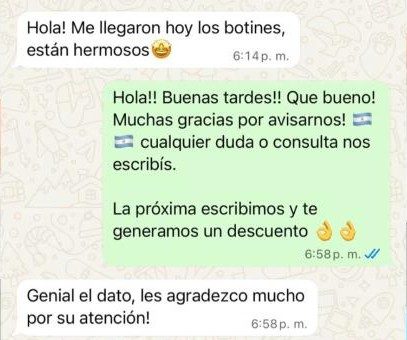 Hola! Me llegaron hoy los botines,
están hermosos🤩
6:14 p. m.
Hola!! Buenas tardes!! Que bueno!
Muchas gracias por avisarnos! 🇦🇷
🇦🇷 cualquier duda o consulta nos
escribís.
La próxima escribimos y te
generamos un descuento 👌👌
6:58 p. m.
Genial el dato, les agradezco mucho
por su atención!
6:58 p. m.